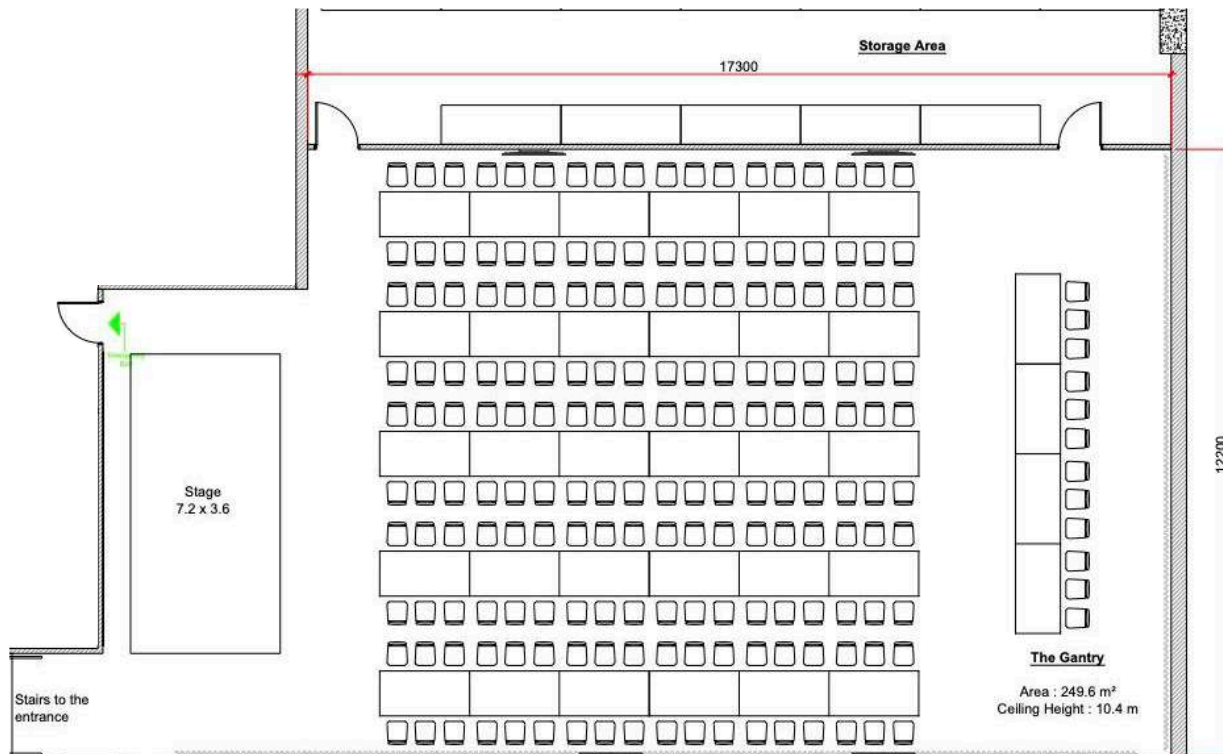 Storage Area
17300
12200
Stage
7.2 x 3.6
The Gantry
Area : 249.6 m²
Ceiling Height : 10.4 m
Stairs to the
entrance